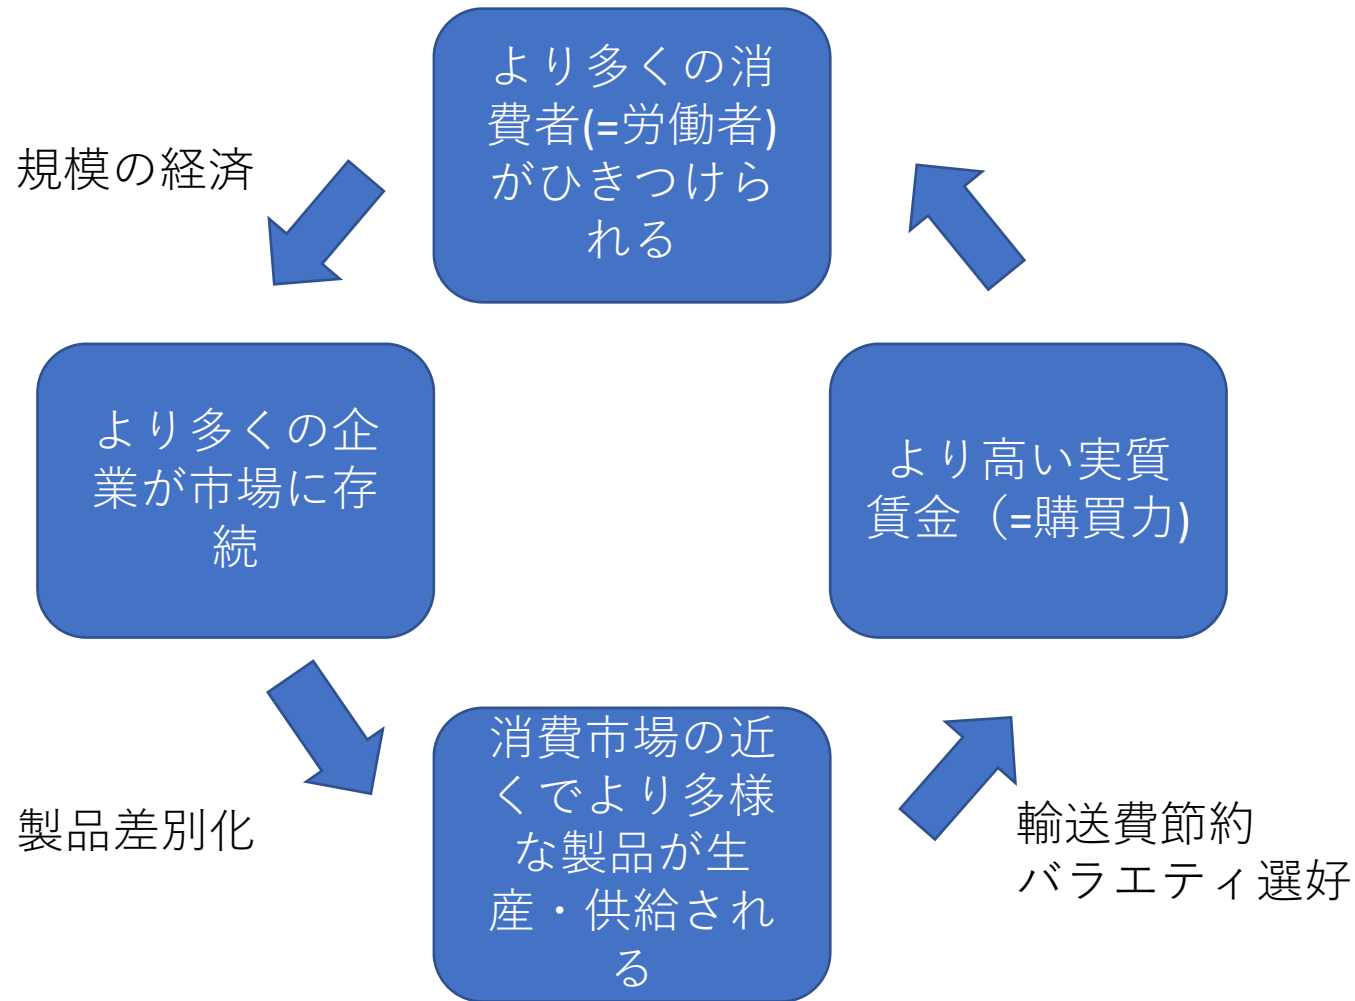 より多くの消
費者(=労働者)
がひきつけら
れる
規模の経済
より多くの企
業が市場に存
続
より高い実質
賃金（=購買力)
製品差別化
消費市場の近
くでより多様
な製品が生
産・供給され
る
輸送費節約
バラエティ選好